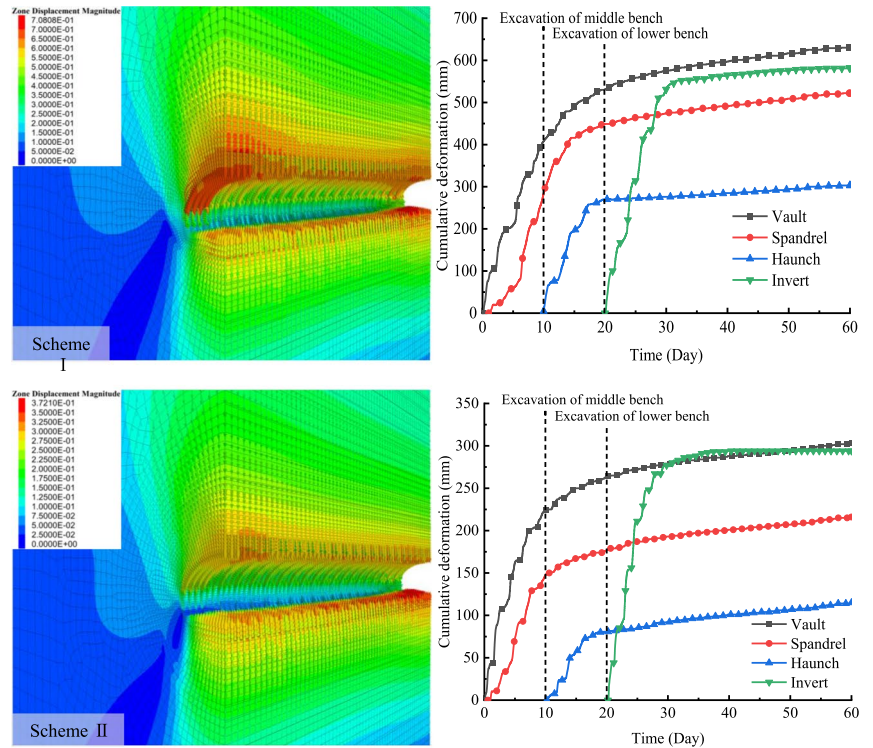 Zone Displacement Magnitude
7.0808E-01
7.0000E-01
6.5000E-01
6.0000E-01
5.5000E-01
5.0000E-01
4.5000E-01
4.0000E-01
3.5000E-01
3.0000E-01
2.5000E-01
2.0000E-01
1.5000E-01
1.0000E-01
5.0000E-02
0.0000E+00
Scheme
I
Cumulative deformation (mm)
700
600
500
400
300
200
100
0
Excavation of middle bench
Excavation of lower bench
Vault
Spandrel
Haunch
Invert
0 10 20 30 40 50 60
Time (Day)
Zone Displacement Magnitude
3.7210E-01
3.5000E-01
3.2500E-01
3.0000E-01
2.7500E-01
2.5000E-01
2.2500E-01
2.0000E-01
1.7500E-01
1.5000E-01
1.2500E-01
1.0000E-01
7.5000E-02
5.0000E-02
2.5000E-02
0.0000E+00
Scheme II
Cumulative deformation (mm)
350
300
250
200
150
100
50
0
Excavation of middle bench
Excavation of lower bench
Vault
Spandrel
Haunch
Invert
0 10 20 30 40 50 60
Time (Day)